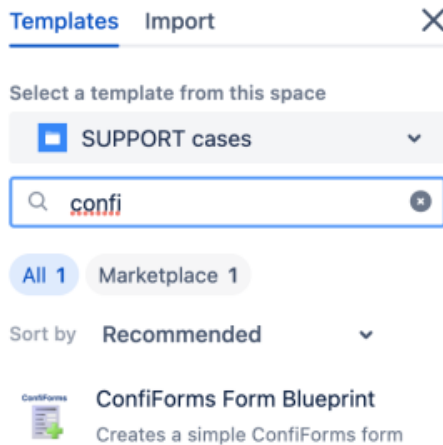 Templates Import
Select a template from this space
SUPPORT cases
confi
All 1 Marketplace 1
Sort by Recommended
ConfiForms
ConfiForms Form Blueprint
Creates a simple ConfiForms form